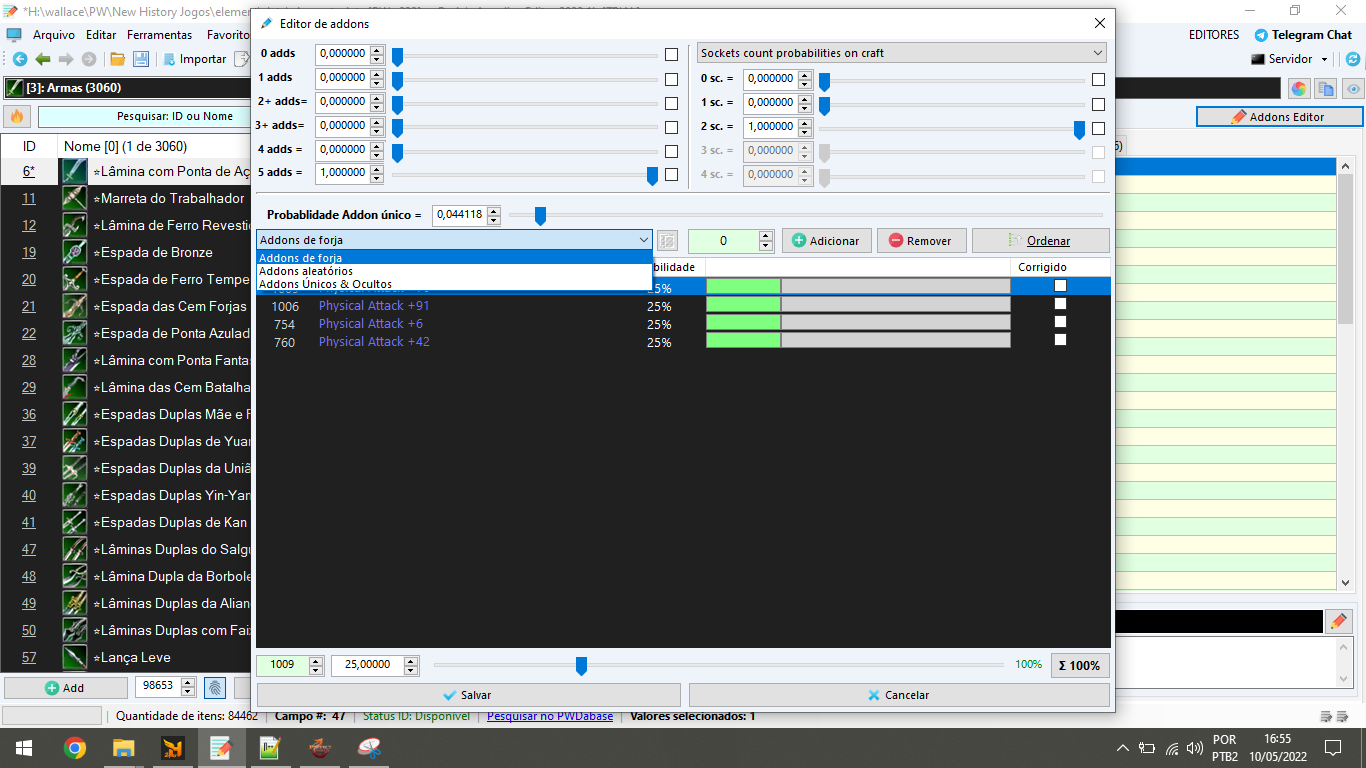 *H:\wallace\PW\New History Jogos\element
Arquivo Editar Ferramentas Favorito
EDITORES Telegram Chat
Importar
Servidor
[3]: Armas (3060)
Pesquisar: ID ou Nome
Addons Editor
ID Nome [0] (1 de 3060)
6* ☆Lâmina com Ponta de Aç
11 ☆Marreta do Trabalhador
12 ☆Lâmina de Ferro Revesti
19 ☆Espada de Bronze
20 ☆Espada de Ferro Tempe
21 ☆Espada das Cem Forjas
22 ☆Espada de Ponta Azulad
28 ☆Lâmina com Ponta Fanta
29 ☆Lâmina das Cem Batalha
36 ☆Espadas Duplas Mãe e F
37 ☆Espadas Duplas de Yuan
39 ☆Espadas Duplas da Uniã
40 ☆Espadas Duplas Yin-Yan
41 ☆Espadas Duplas de Kan
47 ☆Lâminas Duplas do Salgu
48 ☆Lâmina Dupla da Borbole
49 ☆Lâminas Duplas da Alian
50 ☆Lâminas Duplas com Faix
57 ☆Lança Leve
Add 98653
Editor de addons
0 adds 0,000000
1 adds 0,000000
2+ adds= 0,000000
3+ adds= 0,000000
4 adds = 0,000000
5 adds = 1,000000
Sockets count probabilities on craft
0 sc. = 0,000000
1 sc. = 0,000000
2 sc. = 1,000000
3 sc. = 0,000000
4 sc. = 0,000000
Probablidade Addon único = 0,044118
Addons de forja
0 Adicionar Remover Ordenar
Addons de forja
Addons aleatórios
Addons Únicos & Ocultos
bilidade Corrigido
25%
1006 Physical Attack +91 25%
754 Physical Attack +6 25%
760 Physical Attack +42 25%
1009 25,00000 100% Σ 100%
Salvar Cancelar
Quantidade de itens: 84462 Campo #: 47 Status ID: Disponível Pesquisar no PWDabase Valores selecionados: 1
POR
PTB2
16:55
10/05/2022